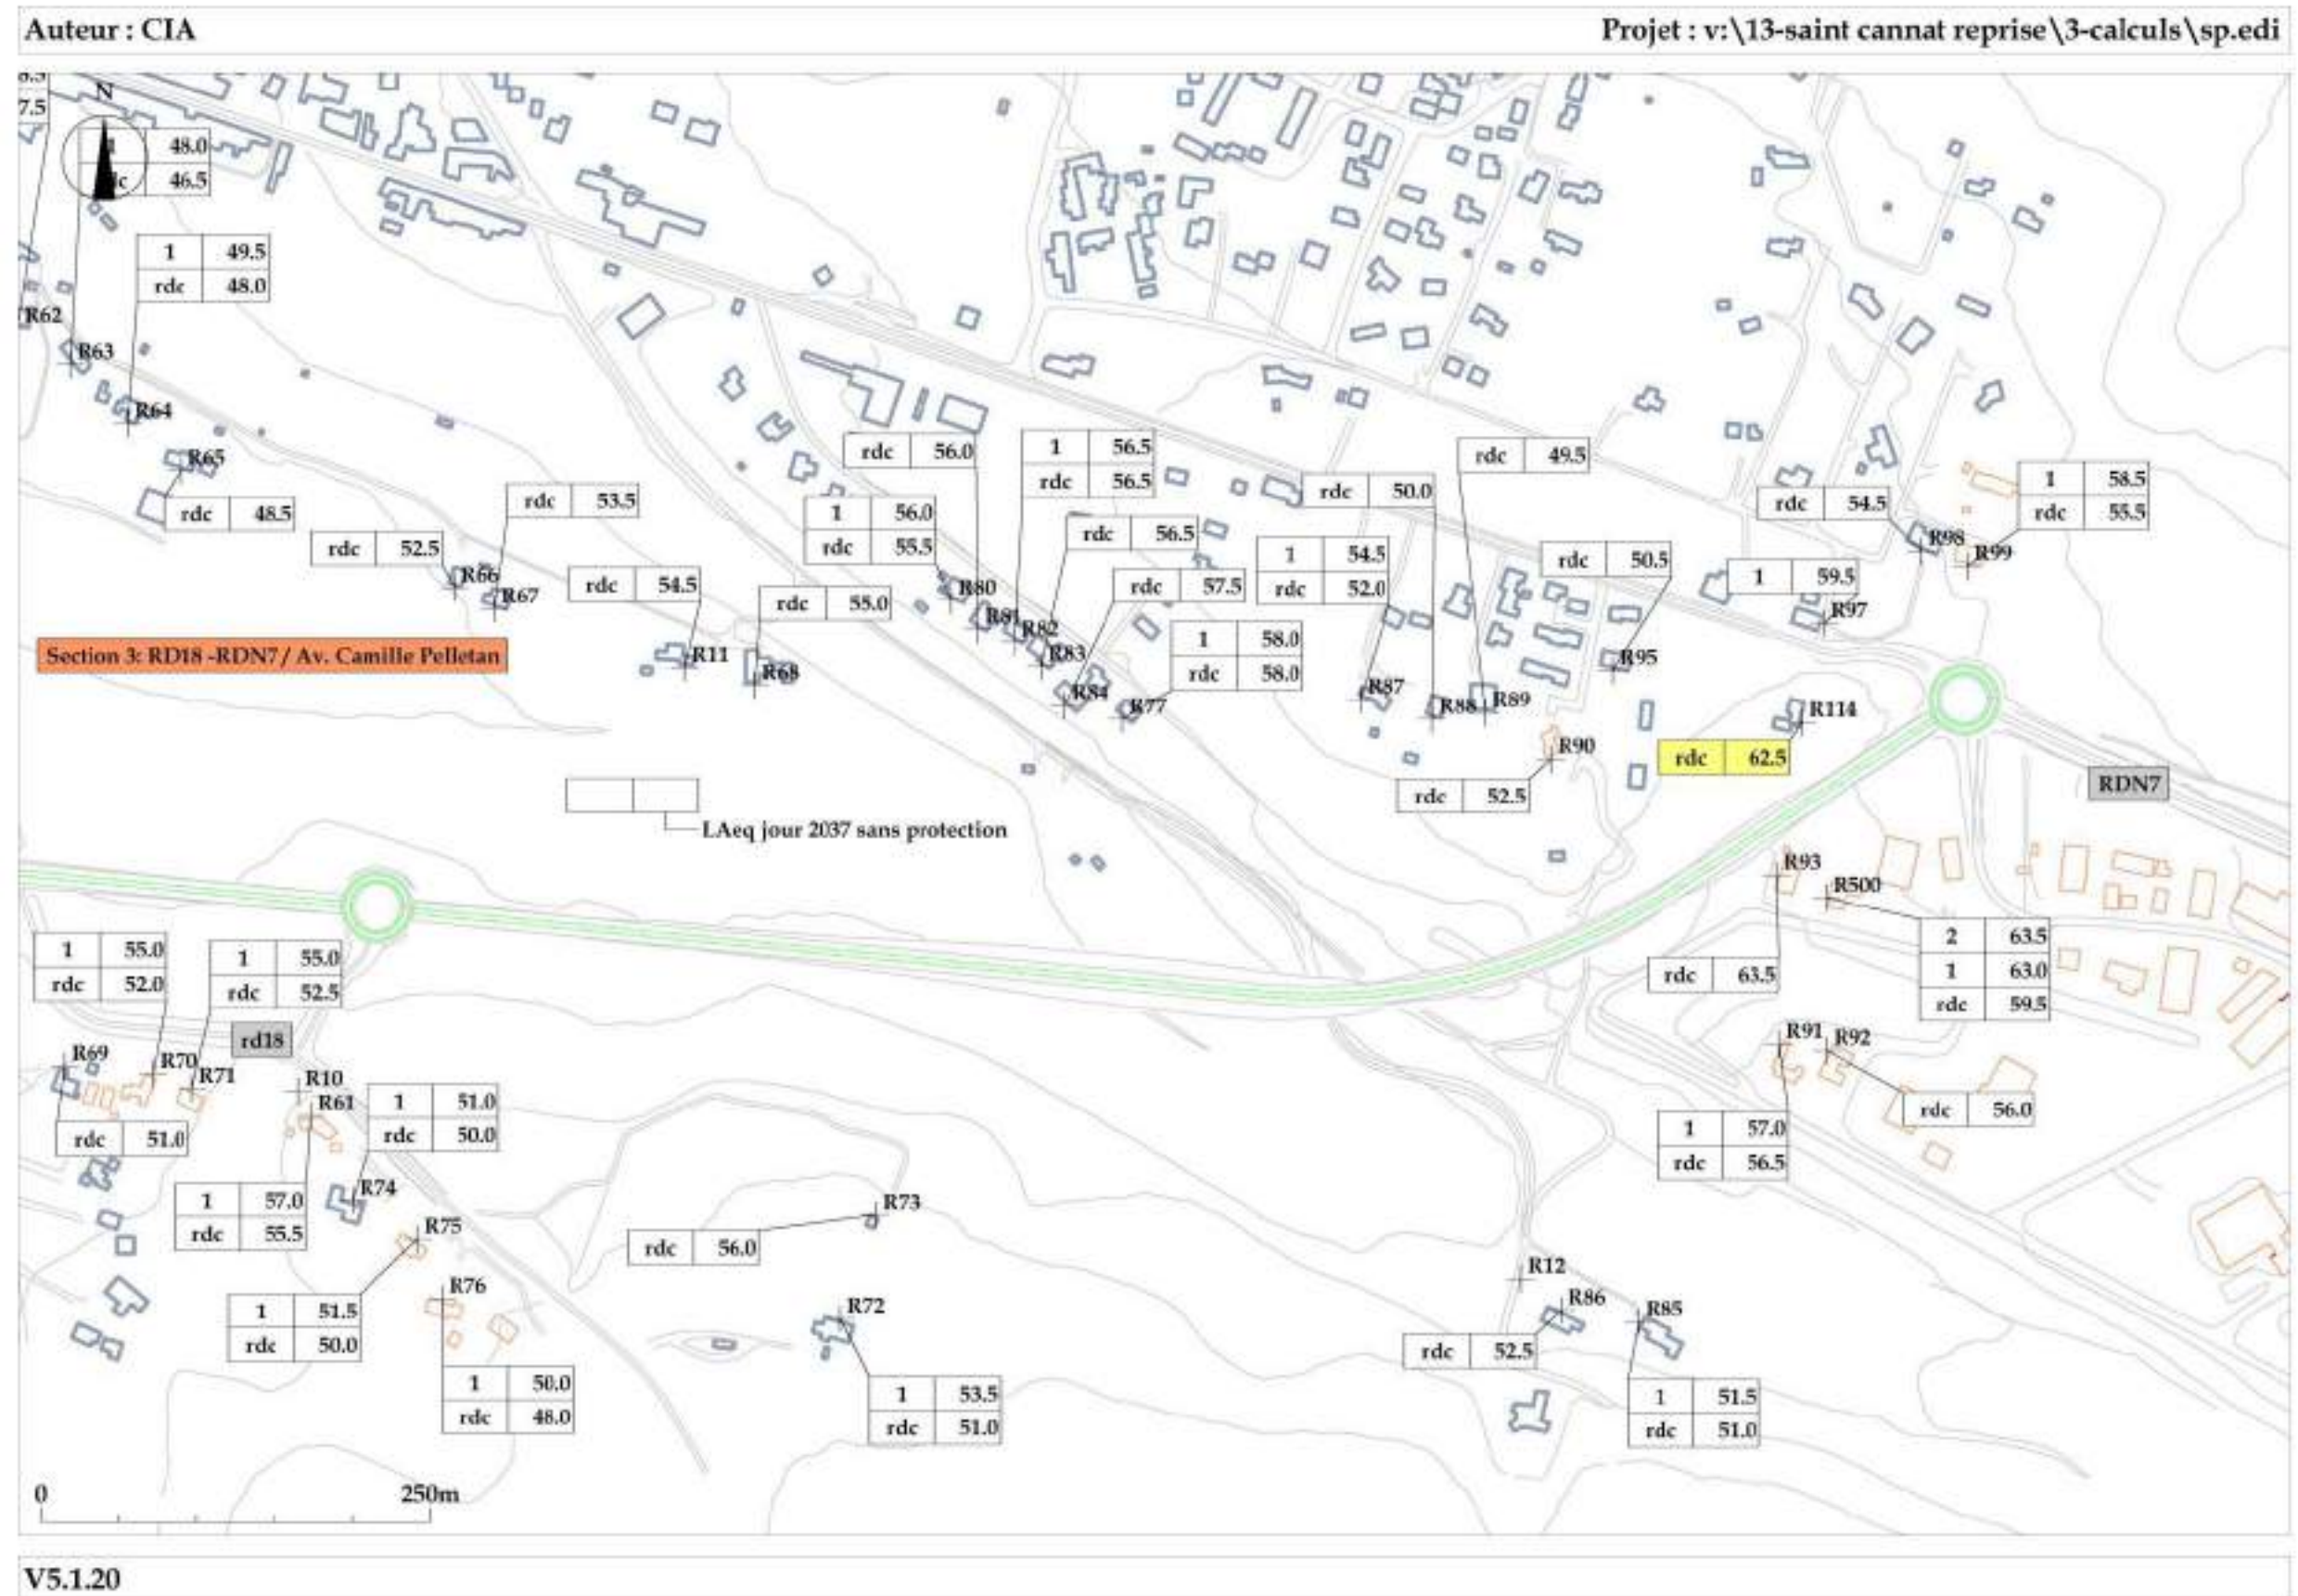 Auteur : CIA
Projet : v:\13-saint cannat reprise\3-calculs\sp.edi
7.5
N
1 48.0
46.5
1 49.5
rdc 48.0
R62
R63
R64
R65
rdc 48.5
rdc 56.0
1 56.5
rdc 56.5
rdc 49.5
rdc 50.0
1 58.5
rdc 55.5
rdc 53.5
rdc 54.5
1 56.0
rdc 55.5
rdc 56.5
rdc 52.5
1 54.5
rdc 52.0
rdc 50.5
R98
R99
R66
R67
rdc 54.5
rdc 55.0
rdc 57.5
1 59.5
R80
R81
R82
R83
R97
Section 3: RD18 -RDN7/ Av. Camille Pelletan
R11
R68
1 58.0
rdc 58.0
R95
R84
R77
R87
R88
R89
R114
R90
rdc 62.5
RDN7
rdc 52.5
LAeq jour 2037 sans protection
R93
R500
1 55.0
rdc 52.0
1 55.0
rdc 52.5
2 63.5
1 63.0
rdc 59.5
rdc 63.5
rd18
R91
R92
R69
R70
R71
R10
R61
1 51.0
rdc 50.0
rdc 56.0
rdc 51.0
1 57.0
rdc 56.5
1 57.0
rdc 55.5
R74
R73
R75
rdc 56.0
R12
R76
R72
R86
R85
1 51.5
rdc 50.0
rdc 52.5
1 50.0
rdc 48.0
1 53.5
rdc 51.0
1 51.5
rdc 51.0
0 250m
V5.1.20